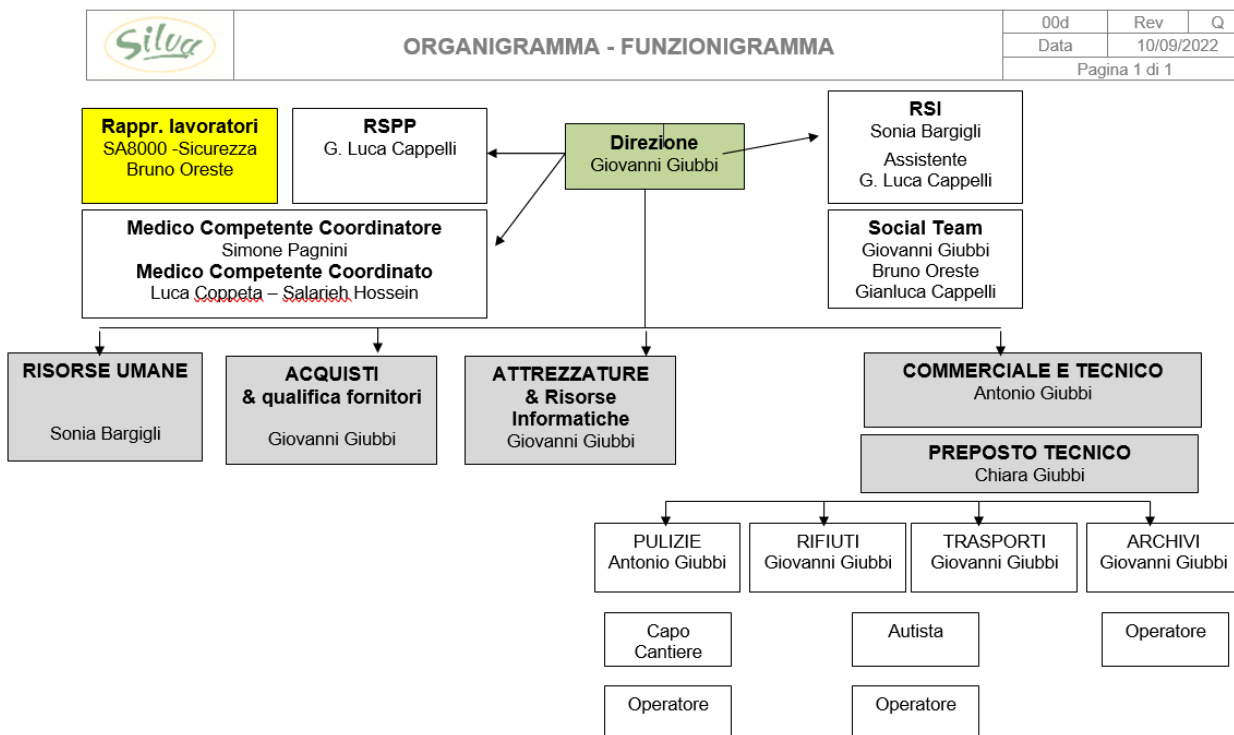 Silva
ORGANIGRAMMA - FUNZIONIGRAMMA
00d Rev Q
Data 10/09/2022
Pagina 1 di 1
Rappr. lavoratori
SA8000 -Sicurezza
Bruno Oreste
RSPP
G. Luca Cappelli
Direzione
Giovanni Giubbi
RSI
Sonia Bargigli
Assistente
G. Luca Cappelli
Medico Competente Coordinatore
Simone Pagnini
Medico Competente Coordinato
Luca Coppeta – Salarieh Hossein
Social Team
Giovanni Giubbi
Bruno Oreste
Gianluca Cappelli
RISORSE UMANE
Sonia Bargigli
ACQUISTI
& qualifica fornitori
Giovanni Giubbi
ATTREZZATURE
& Risorse
Informatiche
Giovanni Giubbi
COMMERCIALE E TECNICO
Antonio Giubbi
PREPOSTO TECNICO
Chiara Giubbi
PULIZIE
Antonio Giubbi
RIFIUTI
Giovanni Giubbi
TRASPORTI
Giovanni Giubbi
ARCHIVI
Giovanni Giubbi
Capo
Cantiere
Autista
Operatore
Operatore
Operatore